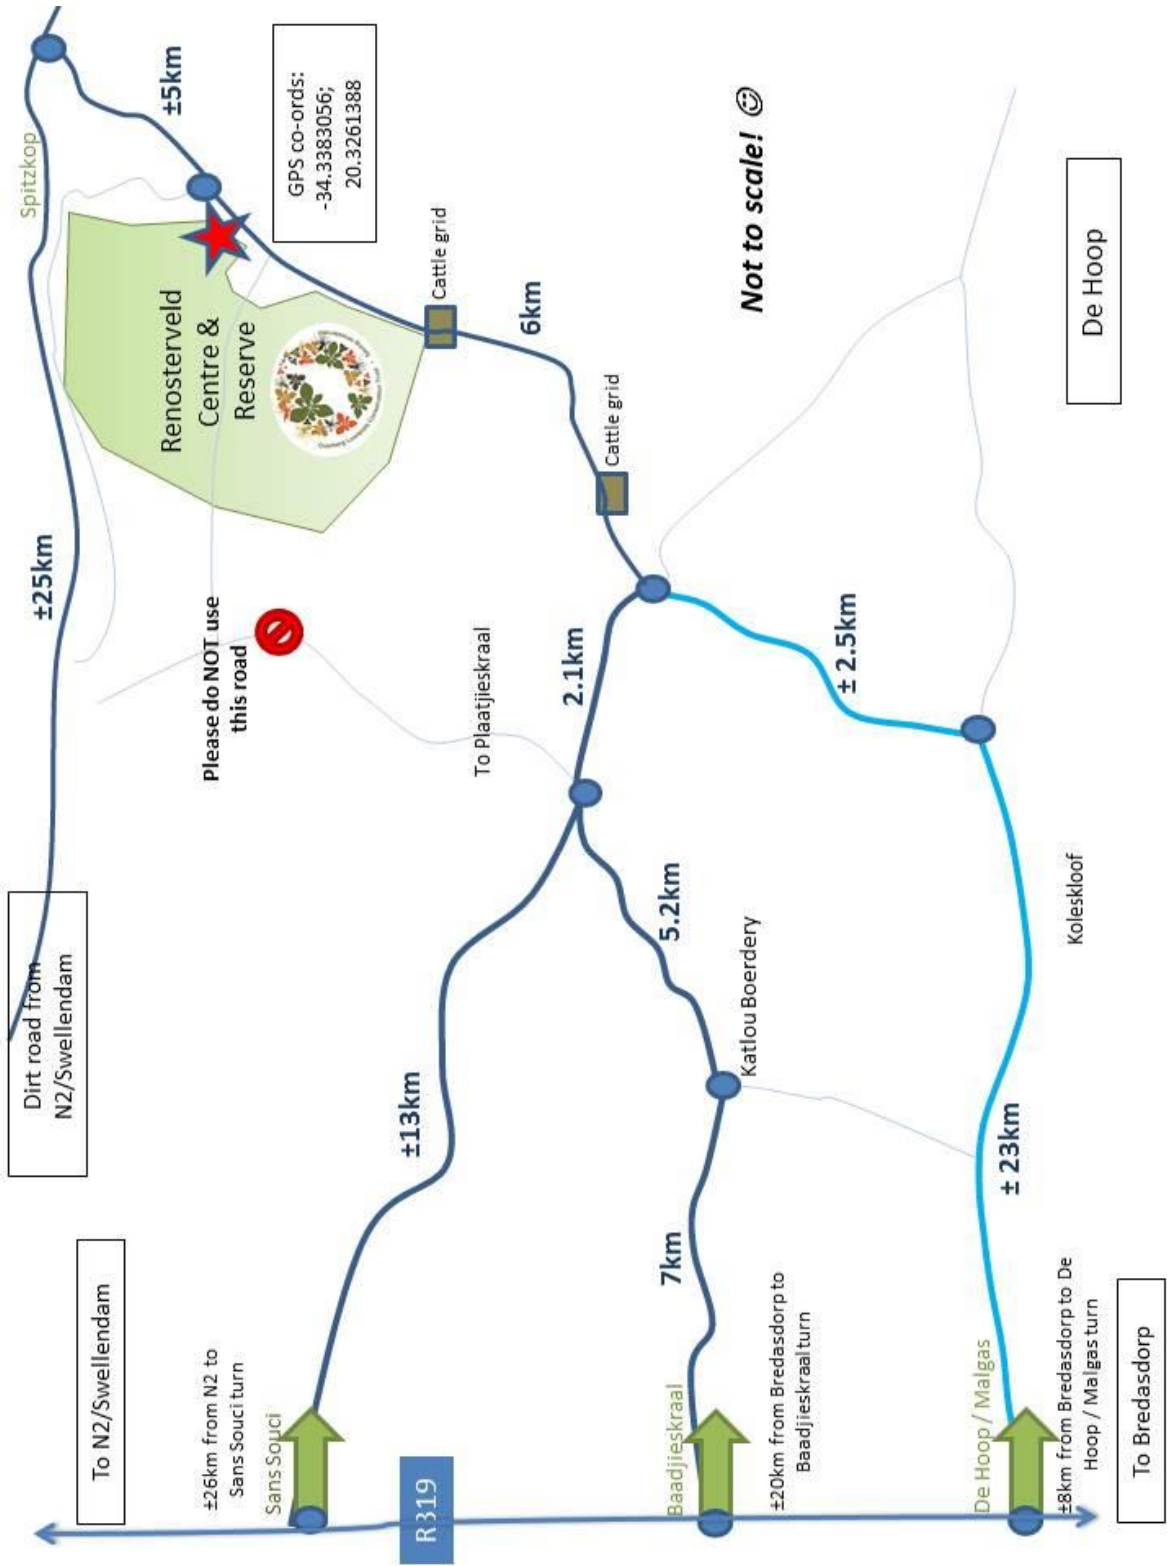 To N2/Swellendam
Dirt road from
N2/Swellendam
±25km
Spitzkop
±26km from N2 to
Sans Souci turn
Sans Souci
±13km
Please do NOT use
this road
Renosterveld
Centre &
Reserve
±5km
GPS co-ords:
-34.3383056;
20.3261388
To Plaatjieskraal
2.1km
Cattle grid
6km
Cattle grid
R319
Baadjieskraal
7km
5.2km
Katlou Boerdery
±20km from Bredasdorp to
Baadjieskraal turn
± 2.5km
Not to scale! ☺
De Hoop / Malgas
±8km from Bredasdorp to De
Hoop / Malgas turn
± 23km
Koleskloof
De Hoop
To Bredasdorp